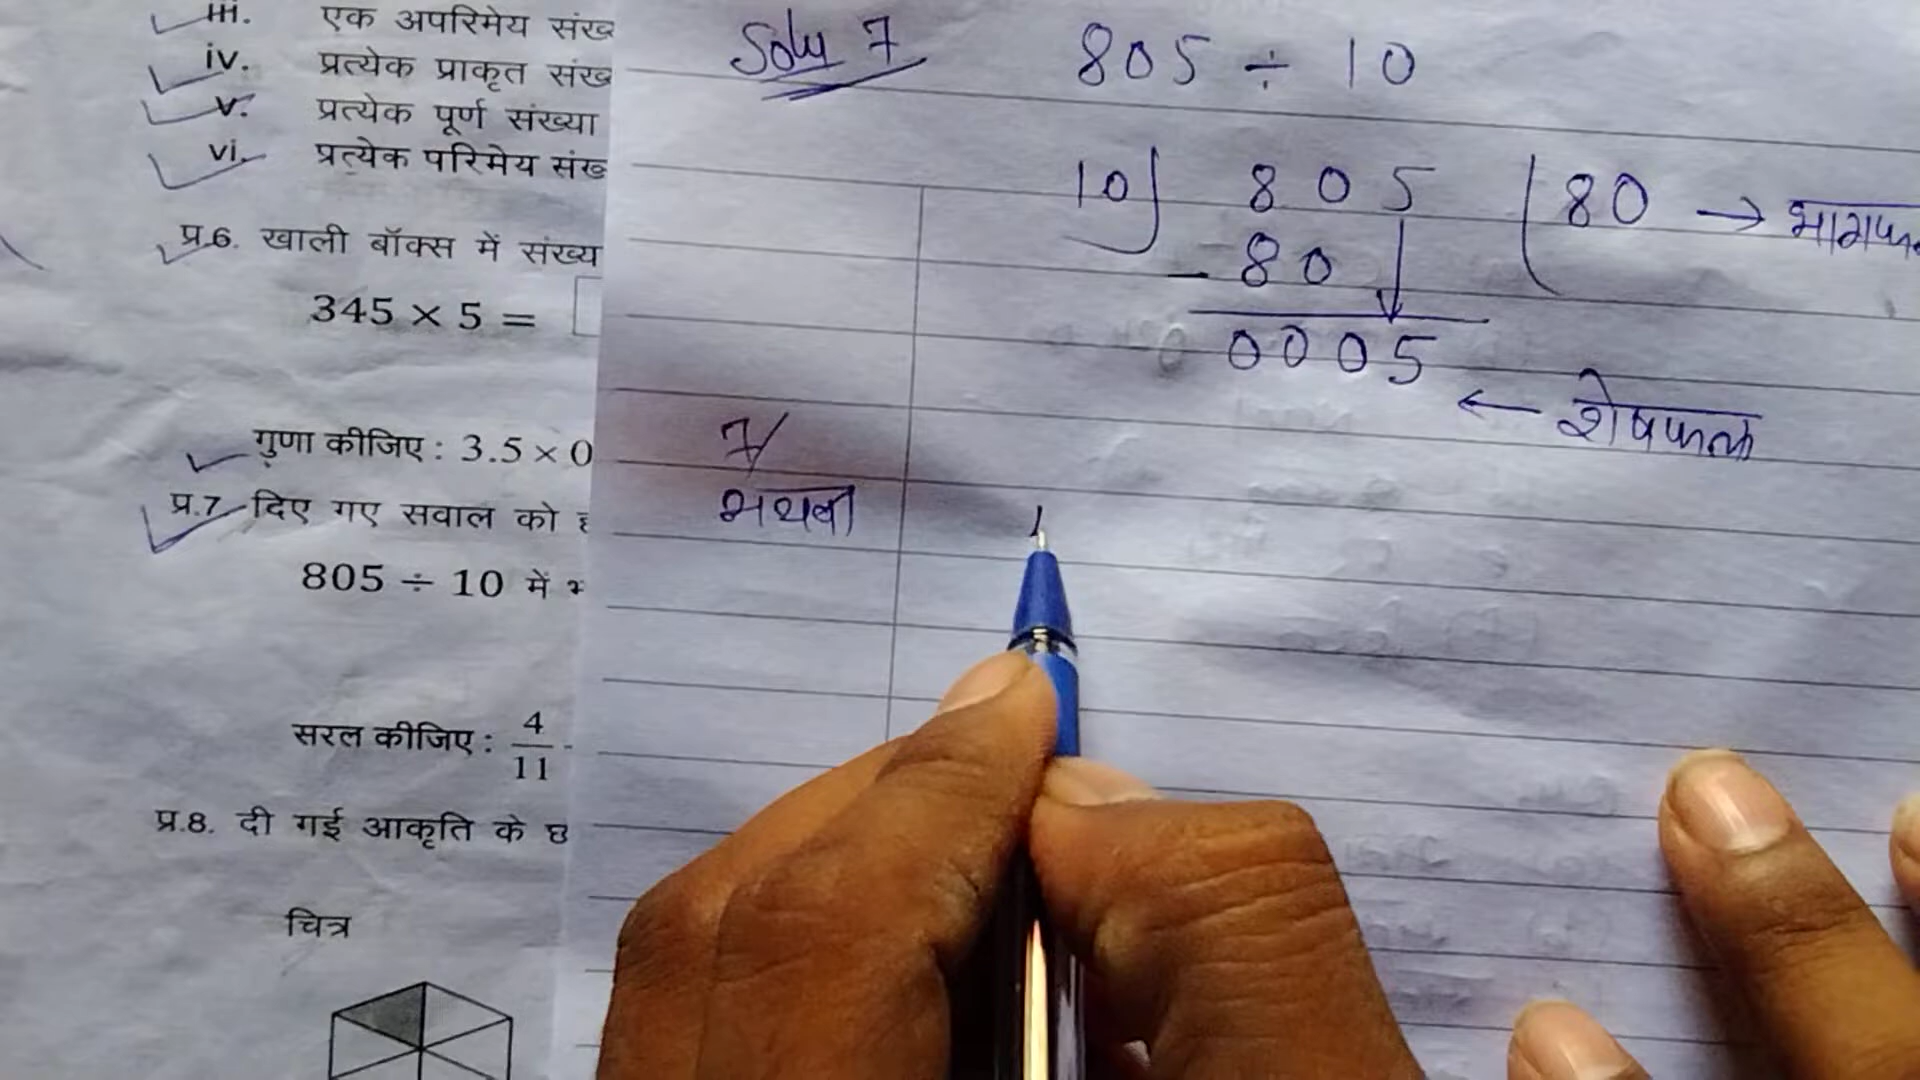 iii. एक अपरिमेय संख
iv. प्रत्येक प्राकृत संख
v. प्रत्येक पूर्ण संख्या
vi. प्रत्येक परिमेय संख
प्र.6. खाली बॉक्स में संख्य
345 × 5 =
गुणा कीजिए : 3.5 × 0
प्र.7 दिए गए सवाल को
805 ÷ 10 में
सरल कीजिए : 4/11
प्र.8. दी गई आकृति के छ
चित्र
Solu 7 805 ÷ 10
10) 805 (80 → भागफल
- 80
0005
← शेषफल
7/
अथवा